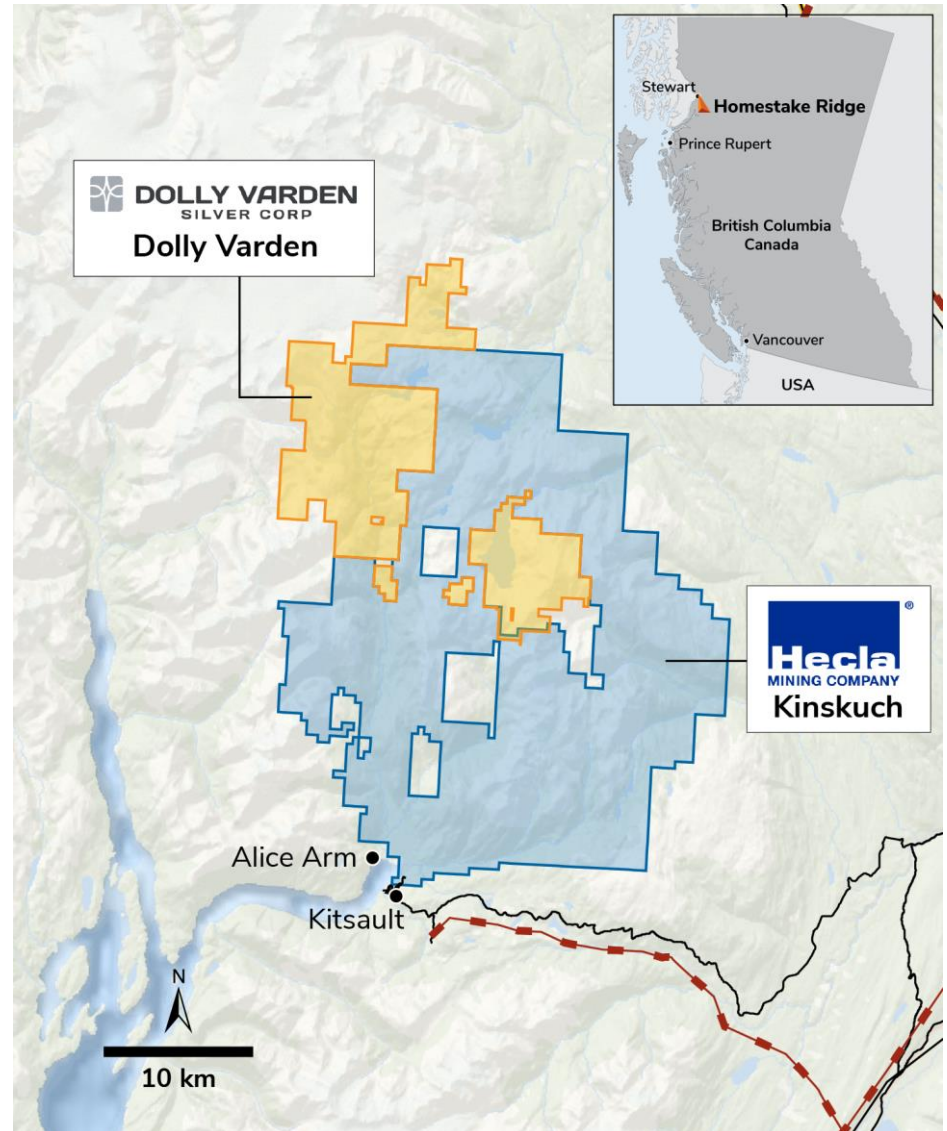 Stewart
Homestake Ridge
Prince Rupert
British Columbia
Canada
Vancouver
USA
DOLLY VARDEN
SILVER CORP
Dolly Varden
Hecla
®
MINING COMPANY
Kinskuch
Alice Arm
Kitsault
N
10 km